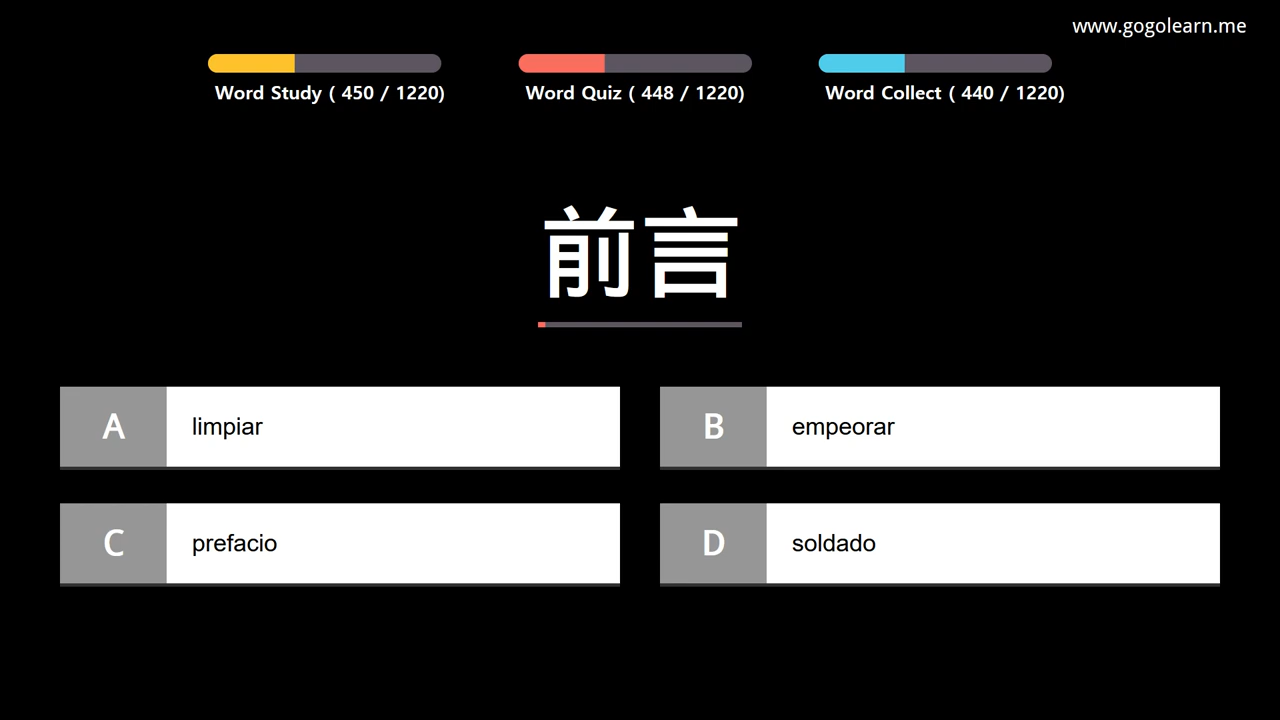 www.gogolearn.me
Word Study ( 450 / 1220)
Word Quiz ( 448 / 1220)
Word Collect ( 440 / 1220)
前言
A limpiar
B empeorar
C prefacio
D soldado